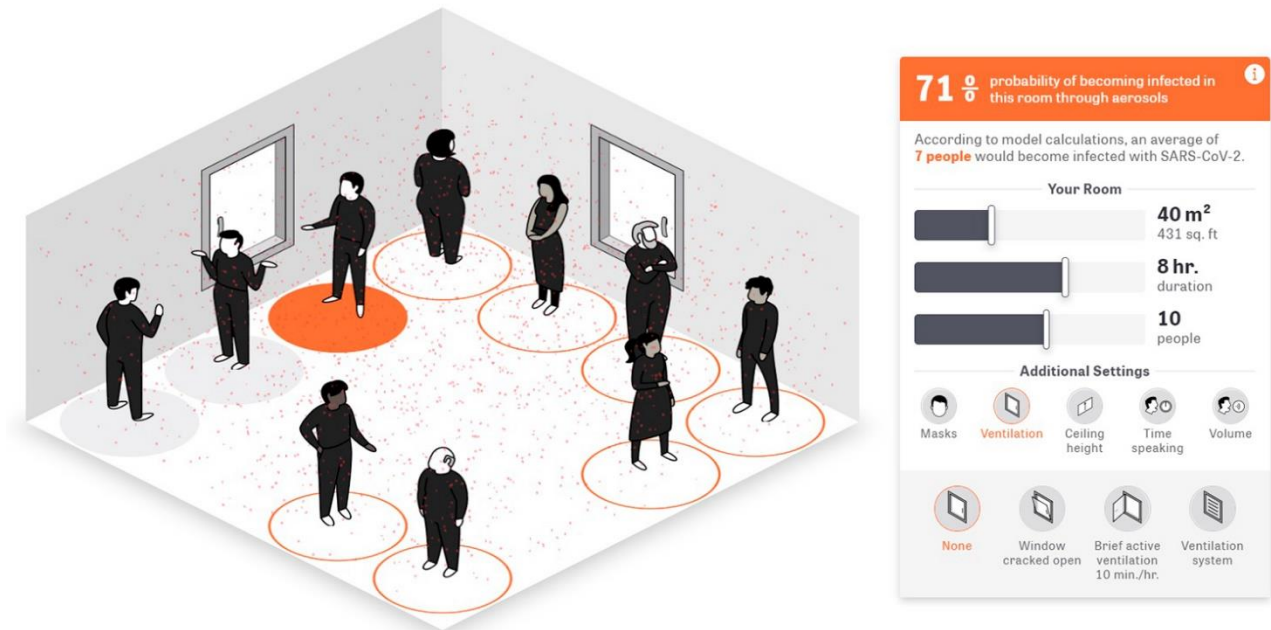 71%
probability of becoming infected in
this room through aerosols
i
According to model calculations, an average of
7 people would become infected with SARS-CoV-2.
Your Room
40 m²
431 sq. ft
8 hr.
duration
10
people
Additional Settings
Masks
Ventilation
Ceiling
height
Time
speaking
Volume
None
Window
cracked open
Brief active
ventilation
10 min./hr.
Ventilation
system